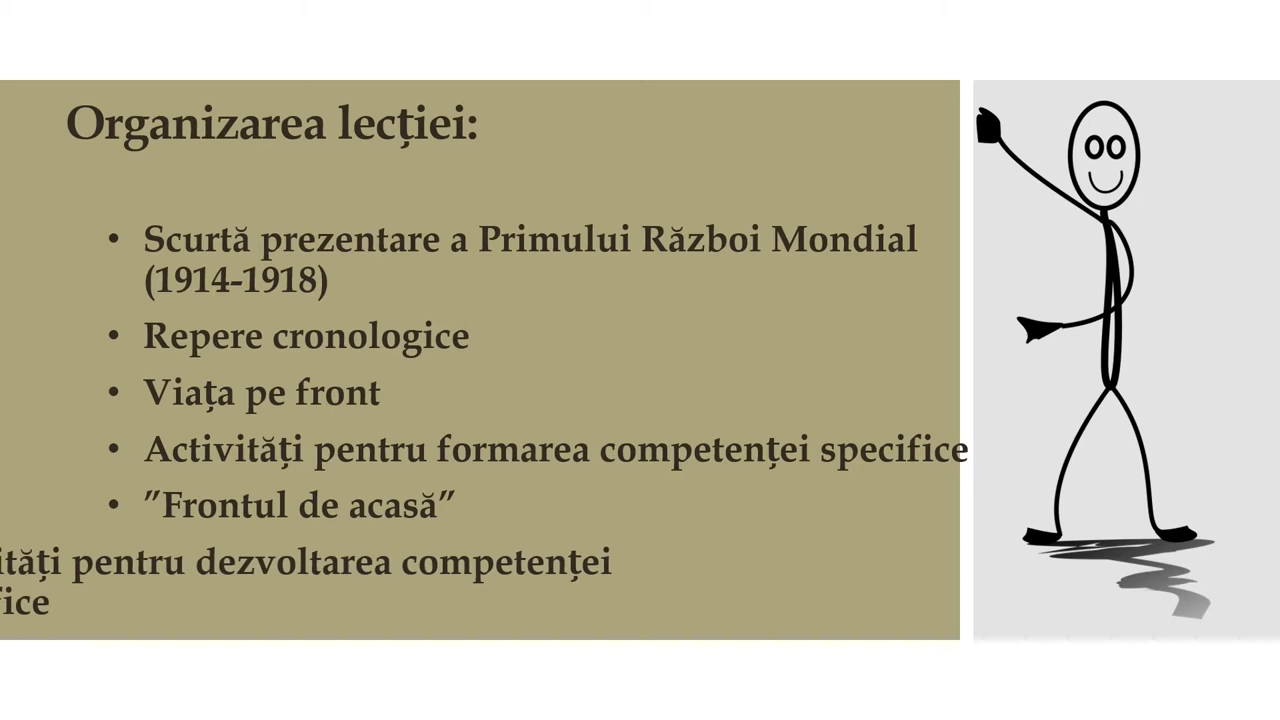 Organizarea lecției:
• Scurtă prezentare a Primului Război Mondial
(1914-1918)
• Repere cronologice
• Viața pe front
• Activități pentru formarea competenței specifice
• ”Frontul de acasă”
ități pentru dezvoltarea competenței
fice